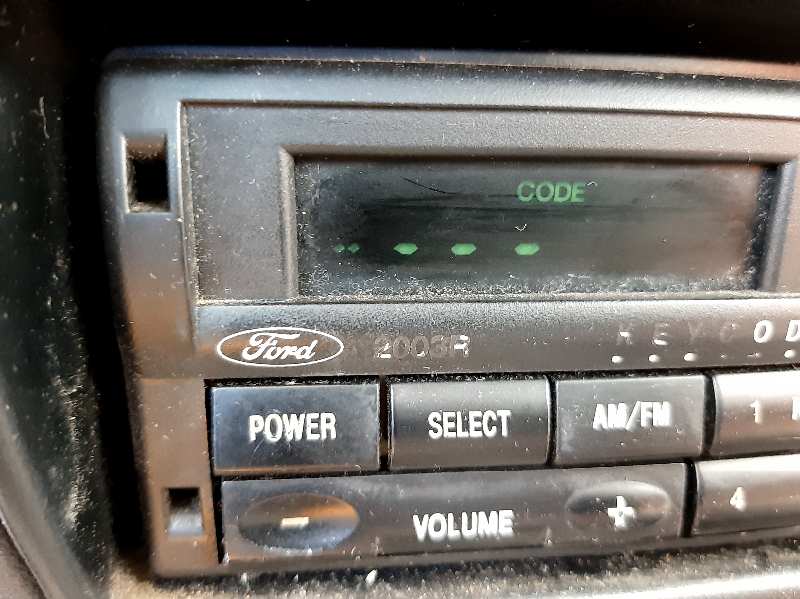 CODE
- - - -
Ford 2003R KEYCOD
POWER SELECT AM/FM 1
- VOLUME + 4